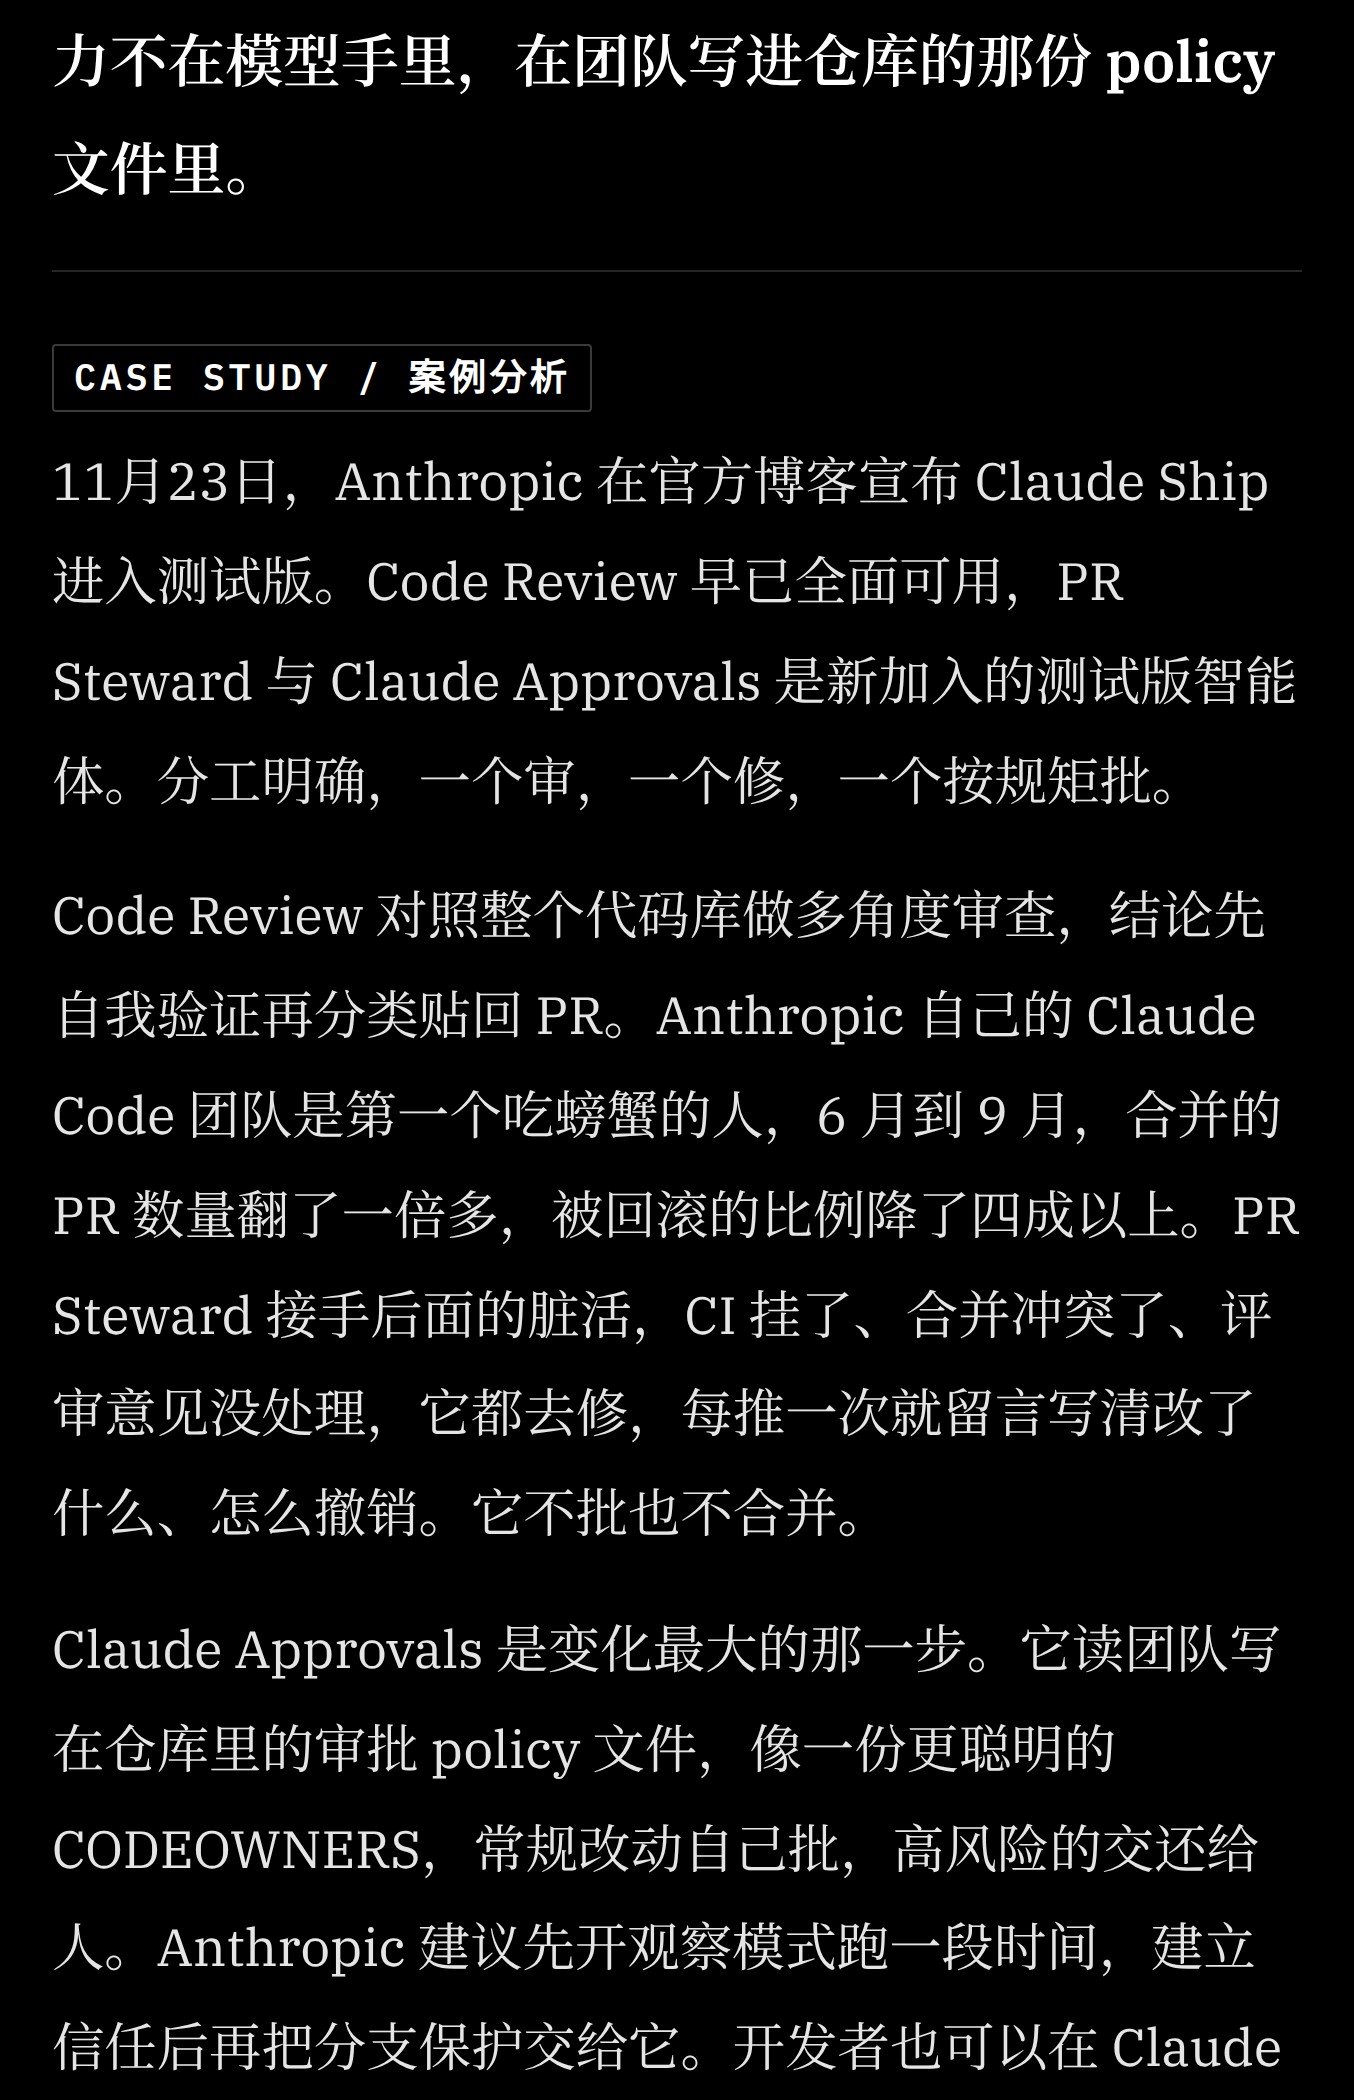 力不在模型手里，在团队写进仓库的那份 policy
文件里。
CASE STUDY / 案例分析
11月23日，Anthropic 在官方博客宣布 Claude Ship
进入测试版。Code Review 早已全面可用，PR
Steward 与 Claude Approvals 是新加入的测试版智能
体。分工明确，一个审，一个修，一个按规矩批。
Code Review 对照整个代码库做多角度审查，结论先
自我验证再分类贴回 PR。Anthropic 自己的 Claude
Code 团队是第一个吃螃蟹的人，6 月到 9 月，合并的
PR 数量翻了一倍多，被回滚的比例降了四成以上。PR
Steward 接手后面的脏活，CI 挂了、合并冲突了、评
审意见没处理，它都去修，每推一次就留言写清改了
什么、怎么撤销。它不批也不合并。
Claude Approvals 是变化最大的那一步。它读团队写
在仓库里的审批 policy 文件，像一份更聪明的
CODEOWNERS，常规改动自己批，高风险的交还给
人。Anthropic 建议先开观察模式跑一段时间，建立
信任后再把分支保护交给它。开发者也可以在 Claude